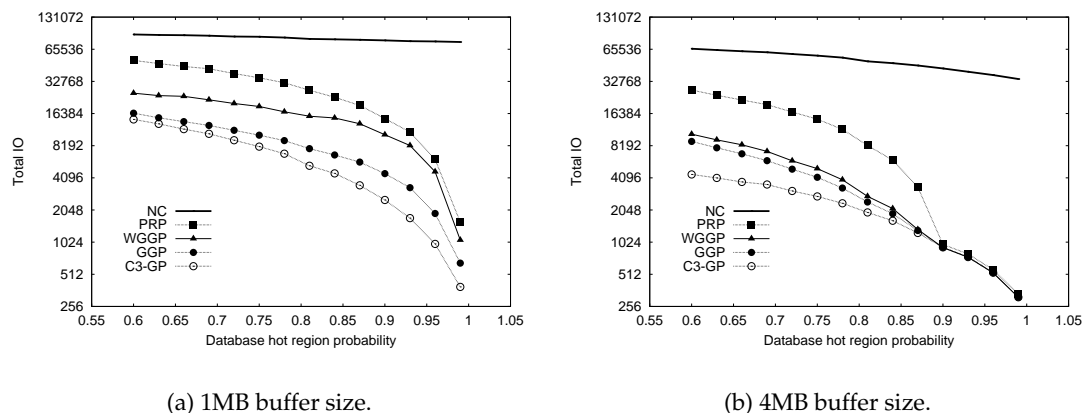 131072
65536
32768
16384
8192
4096
2048
1024
512
256
Total IO
NC
PRP
WGGP
GGP
C3-GP
0.55 0.6 0.65 0.7 0.75 0.8 0.85 0.9 0.95 1 1.05
Database hot region probability
(a) 1MB buffer size.
131072
65536
32768
16384
8192
4096
2048
1024
512
256
Total IO
NC
PRP
WGGP
GGP
C3-GP
0.55 0.6 0.65 0.7 0.75 0.8 0.85 0.9 0.95 1 1.05
Database hot region probability
(b) 4MB buffer size.